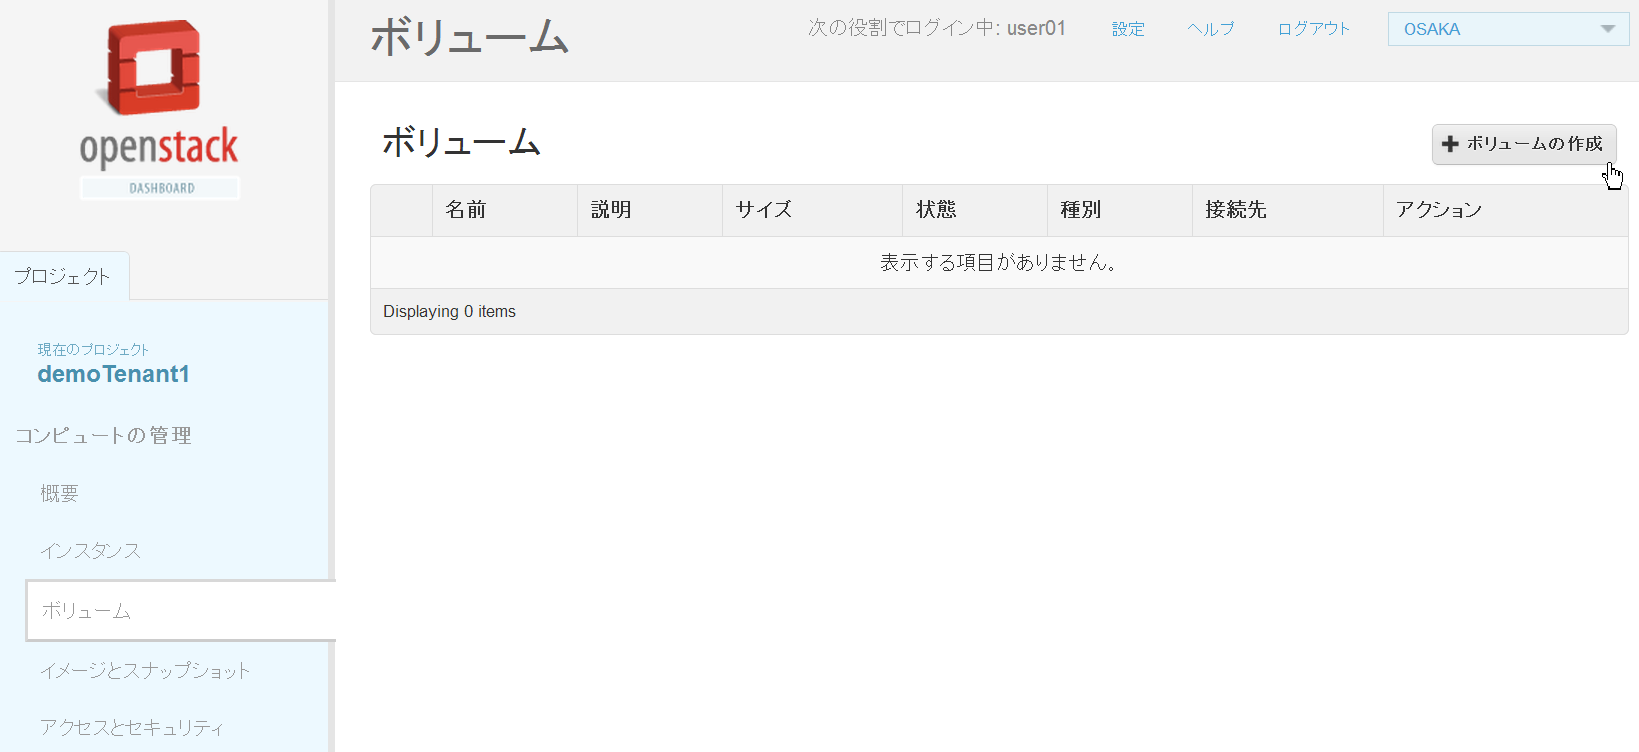 openstack
DASHBOARD
プロジェクト
現在のプロジェクト
demoTenant1
コンピュートの管理
概要
インスタンス
ボリューム
イメージとスナップショット
アクセスとセキュリティ
ボリューム
次の役割でログイン中: user01 設定 ヘルプ ログアウト OSAKA
ボリューム
ボリュームの作成
名前 説明 サイズ 状態 種別 接続先 アクション
表示する項目がありません。
Displaying 0 items